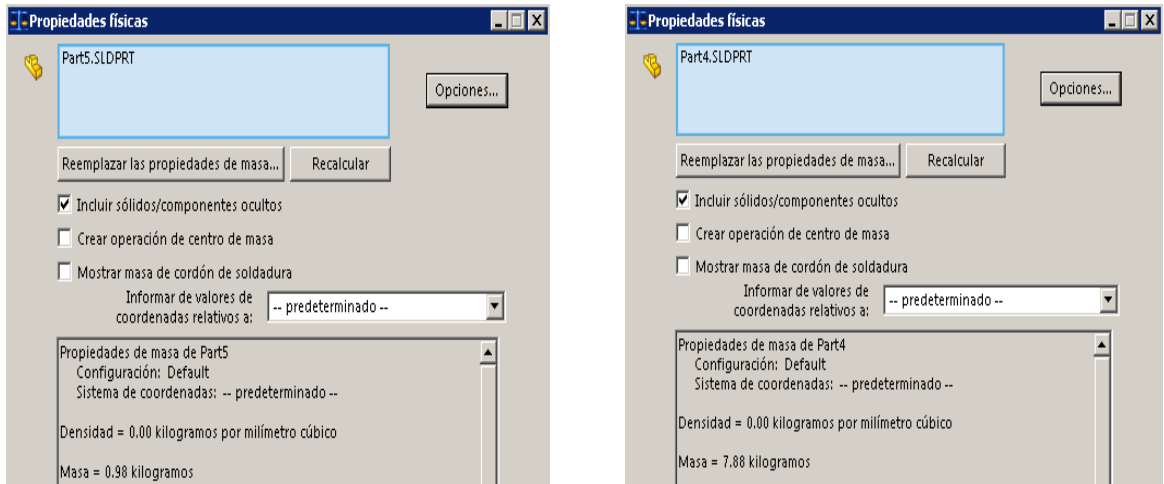 Propiedades físicas
Part5.SLDPRT
Opciones...
Reemplazar las propiedades de masa... Recalcular
Incluir sólidos/componentes ocultos
Crear operación de centro de masa
Mostrar masa de cordón de soldadura
Informar de valores de
coordenadas relativos a: -- predeterminado --
Propiedades de masa de Part5
Configuración: Default
Sistema de coordenadas: -- predeterminado --
Densidad = 0.00 kilogramos por milímetro cúbico
Masa = 0.98 kilogramos
Propiedades físicas
Part4.SLDPRT
Opciones...
Reemplazar las propiedades de masa... Recalcular
Incluir sólidos/componentes ocultos
Crear operación de centro de masa
Mostrar masa de cordón de soldadura
Informar de valores de
coordenadas relativos a: -- predeterminado --
Propiedades de masa de Part4
Configuración: Default
Sistema de coordenadas: -- predeterminado --
Densidad = 0.00 kilogramos por milímetro cúbico
Masa = 7.88 kilogramos